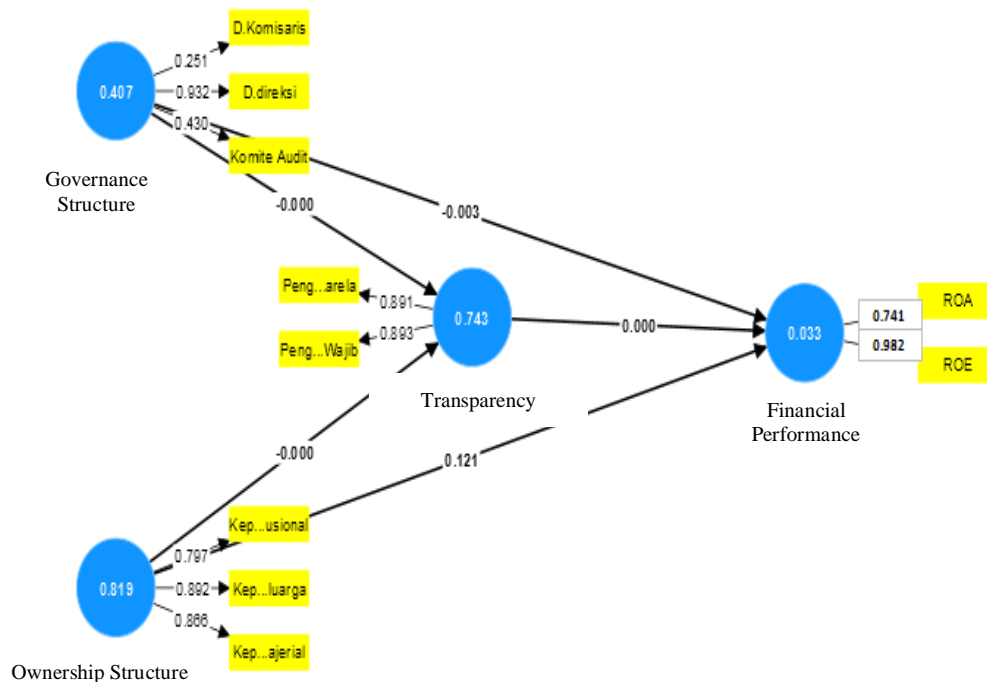 D.Komisaris
0.251
0.407
0.932
D.direksi
0.430
Komite Audit
Governance
Structure
-0.000
-0.003
Peng...arela
0.891
0.743
0.893
Peng...Wajib
0.000
0.033
0.741
ROA
0.982
ROE
Transparency
Financial
Performance
-0.000
0.121
Kep...usional
0.797
0.819
0.892
Kep...luarga
0.866
Kep...ajerial
Ownership Structure